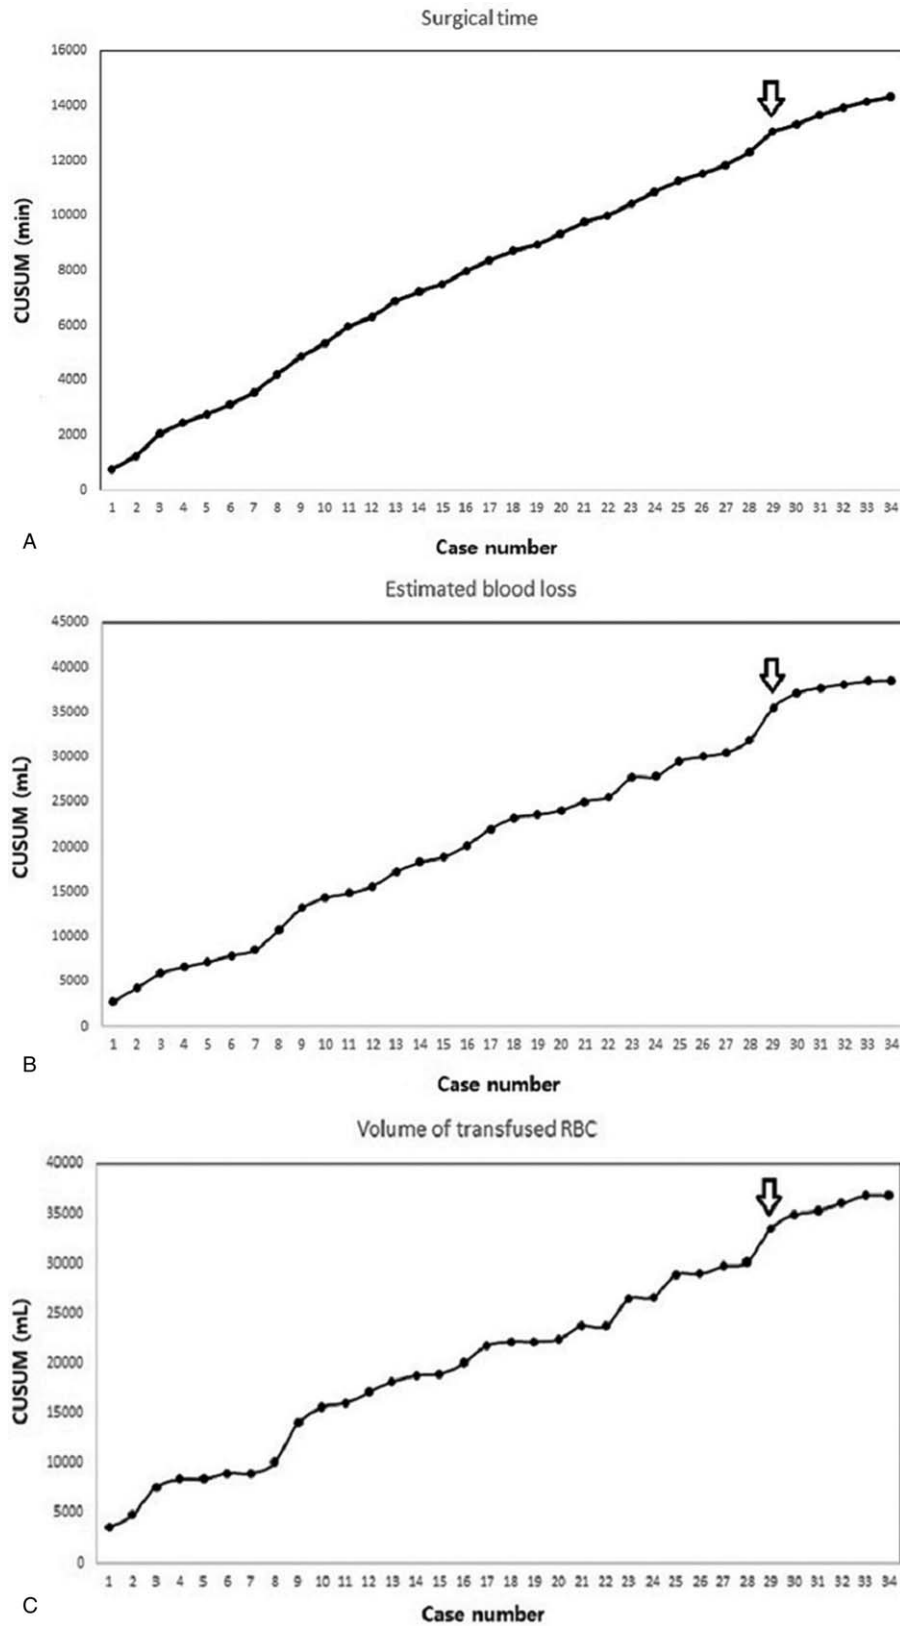 Surgical time
16000
14000
12000
10000
8000
6000
4000
2000
0
CUSUM (min)
1 2 3 4 5 6 7 8 9 10 11 12 13 14 15 16 17 18 19 20 21 22 23 24 25 26 27 28 29 30 31 32 33 34
A
Case number
Estimated blood loss
45000
40000
35000
30000
25000
20000
15000
10000
5000
0
CUSUM (mL)
1 2 3 4 5 6 7 8 9 10 11 12 13 14 15 16 17 18 19 20 21 22 23 24 25 26 27 28 29 30 31 32 33 34
B
Case number
Volume of transfused RBC
40000
35000
30000
25000
20000
15000
10000
5000
0
CUSUM (mL)
1 2 3 4 5 6 7 8 9 10 11 12 13 14 15 16 17 18 19 20 21 22 23 24 25 26 27 28 29 30 31 32 33 34
C
Case number